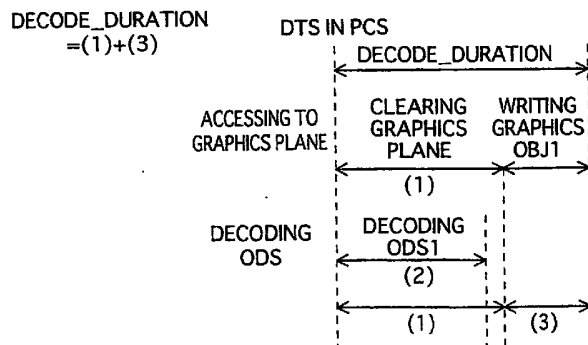 DECODE_DURATION
=(1)+(3)
DTS IN PCS
DECODE_DURATION
ACCESSING TO
GRAPHICS PLANE
CLEARING
GRAPHICS
PLANE
WRITING
GRAPHICS
OBJ1
(1)
DECODING
ODS
DECODING
ODS1
(2)
(1)
(3)